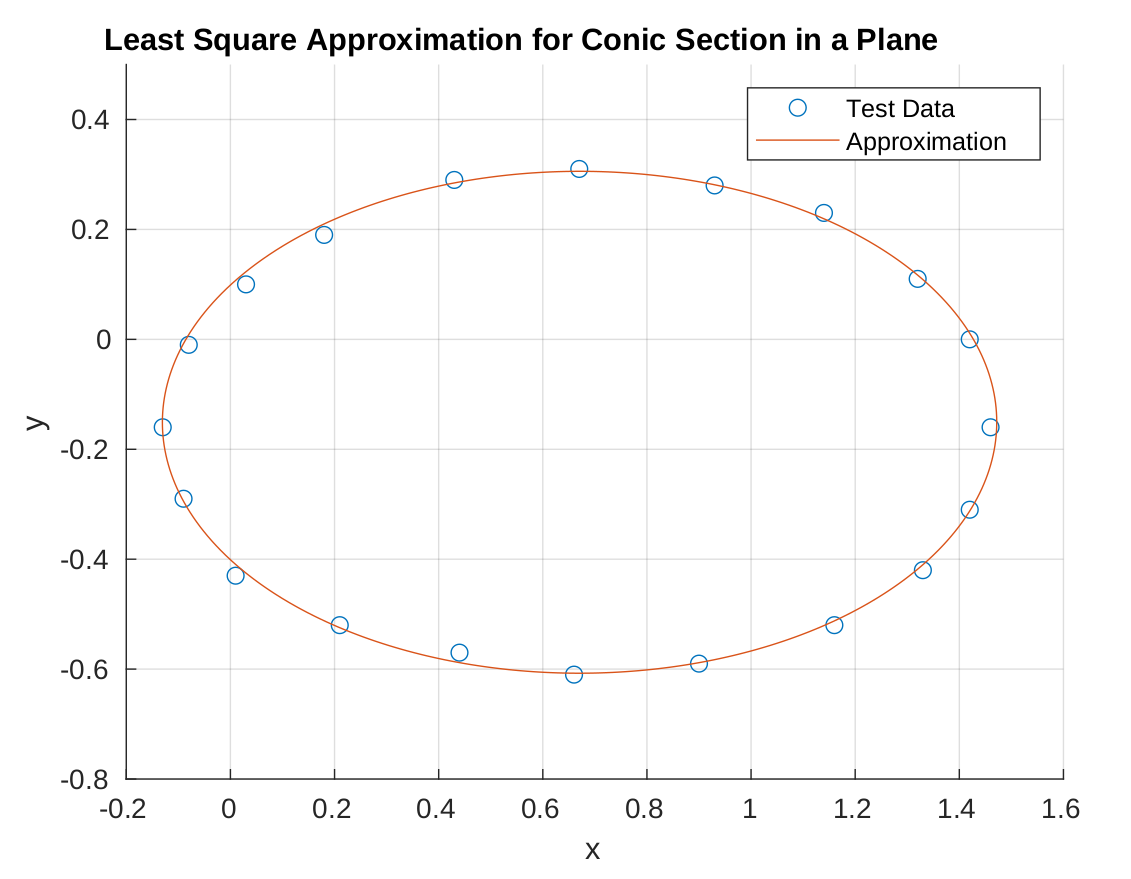 Least Square Approximation for Conic Section in a Plane
Test Data
Approximation
0.4
0.2
0
-0.2
-0.4
-0.6
-0.8
y
-0.2 0 0.2 0.4 0.6 0.8 1 1.2 1.4 1.6
x